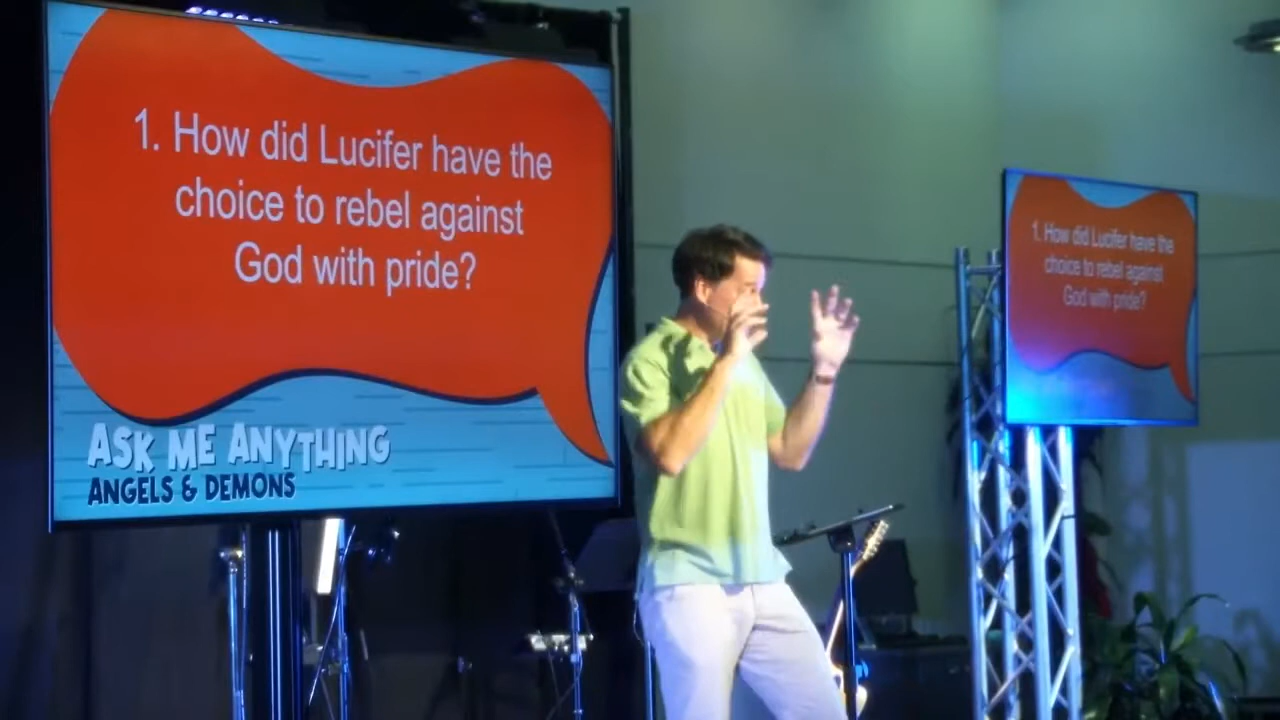 1. How did Lucifer have the
choice to rebel against
God with pride?
ASK ME ANYTHING
ANGELS & DEMONS
1. How did Lucifer have the
choice to rebel against
God with pride?